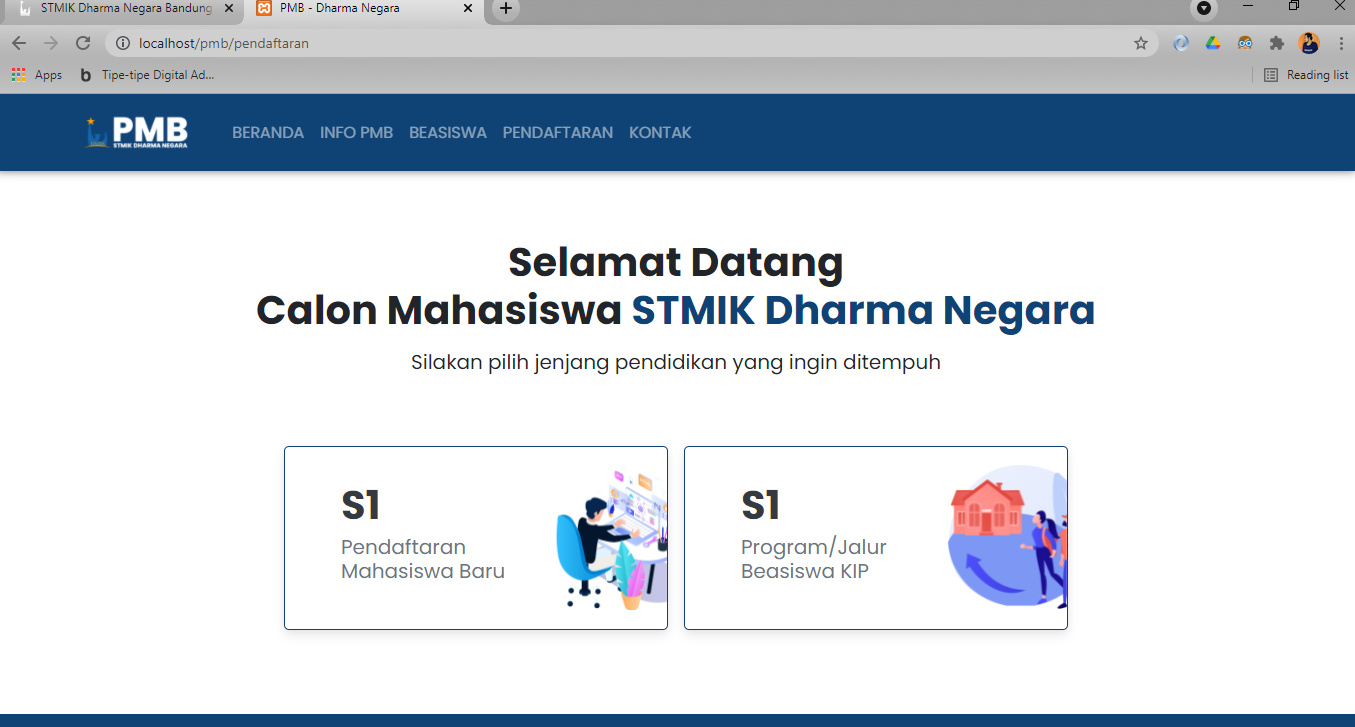 STMIK Dharma Negara Bandung
PMB - Dharma Negara
localhost/pmb/pendaftaran
Apps
Tipe-tipe Digital Ad...
Reading list
PMB
STMIK DHARMA NEGARA
BERANDA INFO PMB BEASISWA PENDAFTARAN KONTAK
Selamat Datang
Calon Mahasiswa STMIK Dharma Negara
Silakan pilih jenjang pendidikan yang ingin ditempuh
S1
Pendaftaran
Mahasiswa Baru
S1
Program/Jalur
Beasiswa KIP